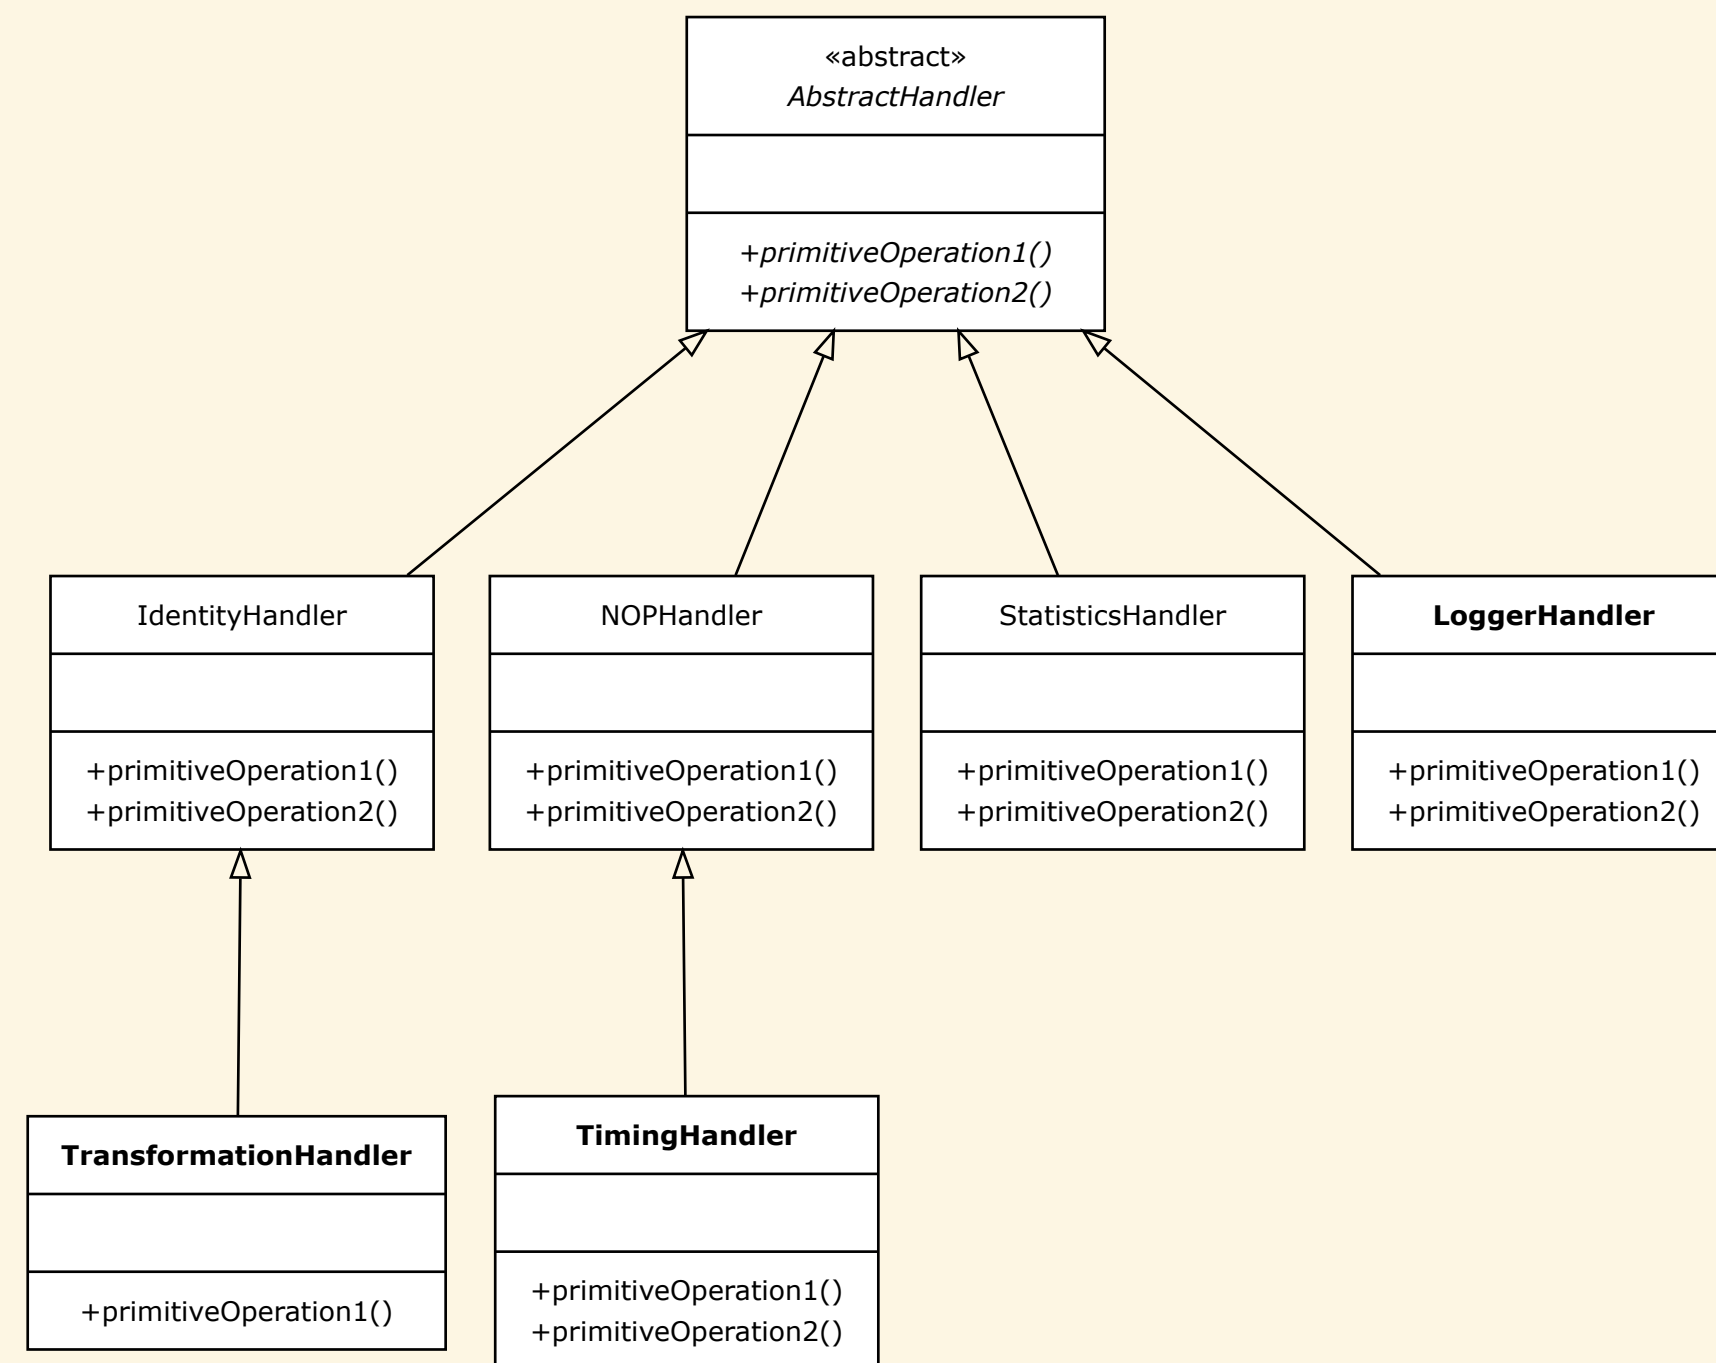 «abstract»
AbstractHandler
+primitiveOperation1()
+primitiveOperation2()
IdentityHandler
+primitiveOperation1()
+primitiveOperation2()
NOPHandler
+primitiveOperation1()
+primitiveOperation2()
StatisticsHandler
+primitiveOperation1()
+primitiveOperation2()
LoggerHandler
+primitiveOperation1()
+primitiveOperation2()
TransformationHandler
+primitiveOperation1()
TimingHandler
+primitiveOperation1()
+primitiveOperation2()